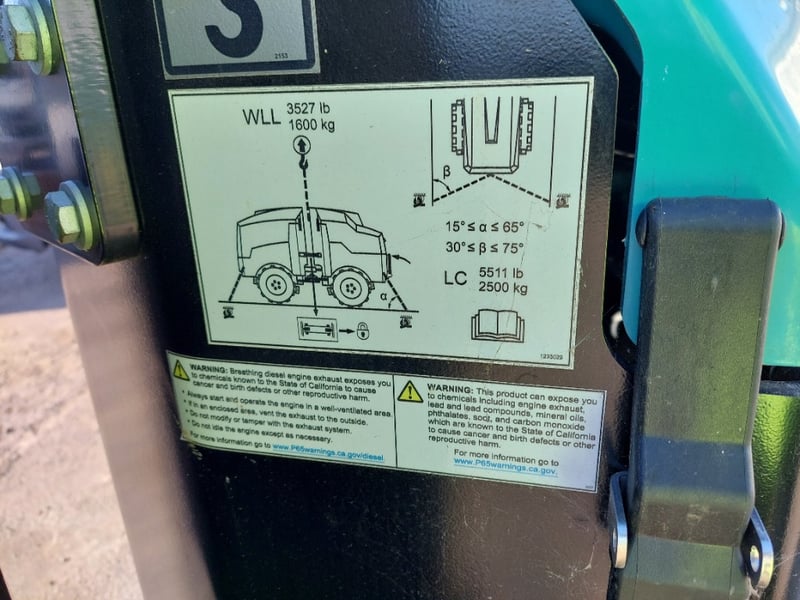 S
2153
WLL 3527 lb
1600 kg
β
15° ≤ α ≤ 65°
30° ≤ β ≤ 75°
LC 5511 lb
2500 kg
α
WARNING: Breathing diesel engine exhaust exposes you
to chemicals known to the State of California to cause
cancer and birth defects or other reproductive harm.
• Always start and operate the engine in a well-ventilated area.
• If in an enclosed area, vent the exhaust to the outside.
• Do not modify or tamper with the exhaust system.
• Do not idle the engine except as necessary.
For more information go to www.P65warnings.ca.gov/diesel.
WARNING: This product can expose you
to chemicals including engine exhaust,
lead and lead compounds, mineral oils,
phthalates, soot, and carbon monoxide
which are known to the State of California
to cause cancer and birth defects or other
reproductive harm.
For more information go to
www.P65warnings.ca.gov.